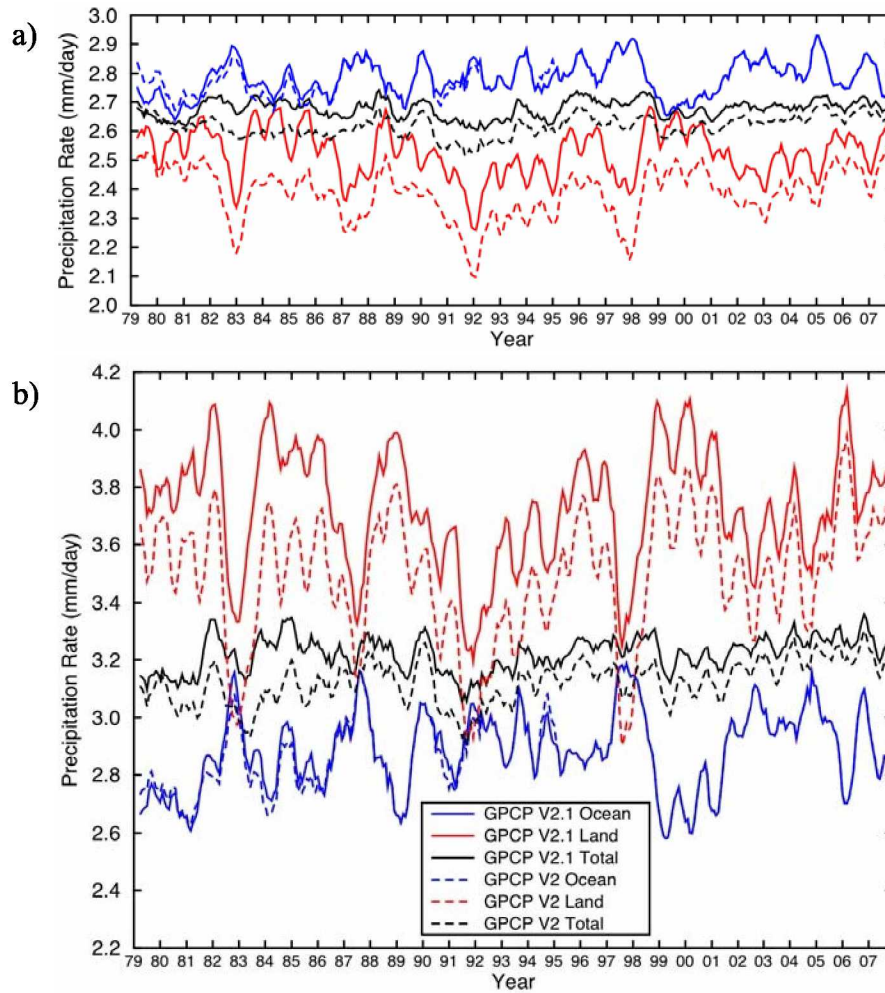 a)
Precipitation Rate (mm/day)
3.0
2.9
2.8
2.7
2.6
2.5
2.4
2.3
2.2
2.1
2.0
79 80 81 82 83 84 85 86 87 88 89 90 91 92 93 94 95 96 97 98 99 00 01 02 03 04 05 06 07
Year
b)
Precipitation Rate (mm/day)
4.2
4.0
3.8
3.6
3.4
3.2
3.0
2.8
2.6
2.4
2.2
GPCP V2.1 Ocean
GPCP V2.1 Land
GPCP V2.1 Total
GPCP V2 Ocean
GPCP V2 Land
GPCP V2 Total
79 80 81 82 83 84 85 86 87 88 89 90 91 92 93 94 95 96 97 98 99 00 01 02 03 04 05 06 07
Year